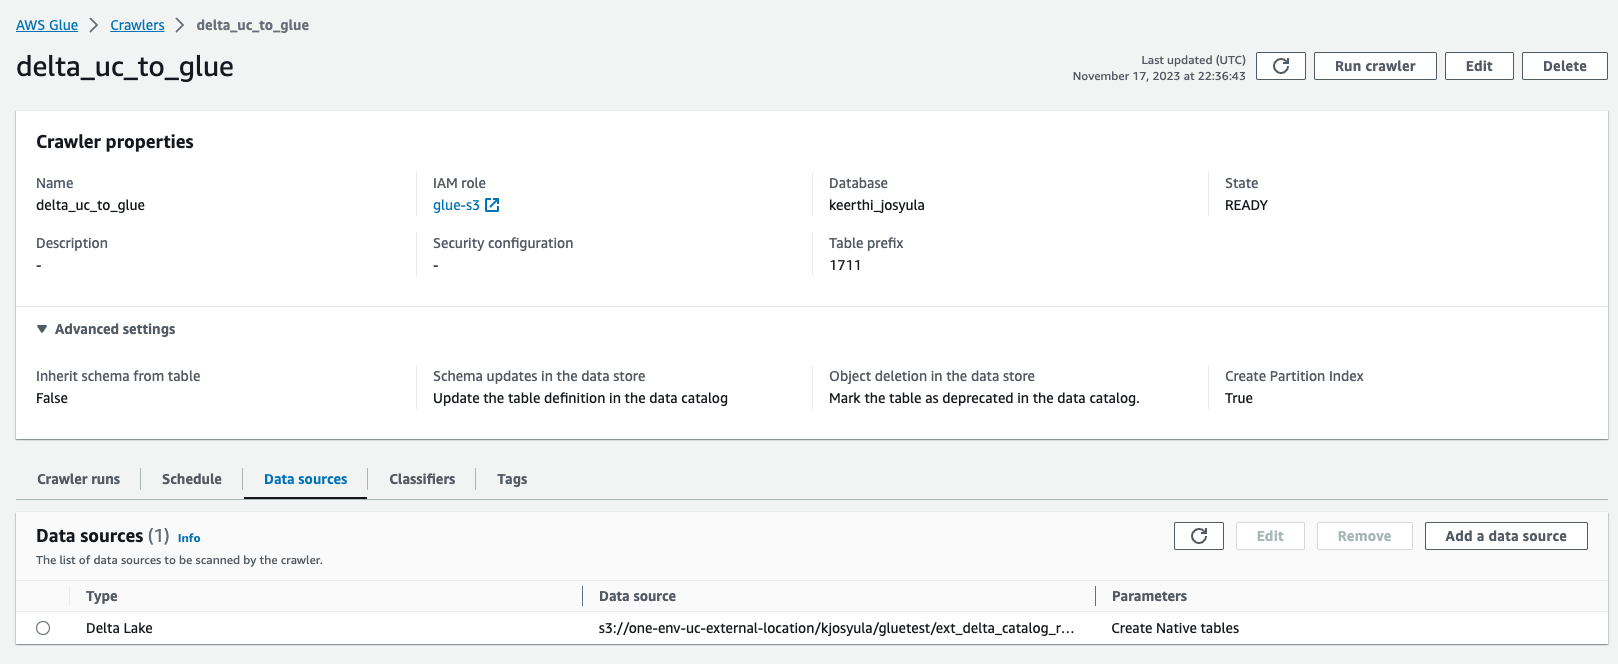 AWS Glue > Crawlers > delta_uc_to_glue
delta_uc_to_glue
Last updated (UTC)
November 17, 2023 at 22:36:43
Run crawler
Edit
Delete
Crawler properties
Name
delta_uc_to_glue
IAM role
glue-s3
Database
keerthi_josyula
State
READY
Description
-
Security configuration
-
Table prefix
1711
Advanced settings
Inherit schema from table
False
Schema updates in the data store
Update the table definition in the data catalog
Object deletion in the data store
Mark the table as deprecated in the data catalog.
Create Partition Index
True
Crawler runs
Schedule
Data sources
Classifiers
Tags
Data sources (1) Info
The list of data sources to be scanned by the crawler.
Edit
Remove
Add a data source
Type
Data source
Parameters
Delta Lake
s3://one-env-uc-external-location/kjosyula/gluetest/ext_delta_catalog_r...
Create Native tables